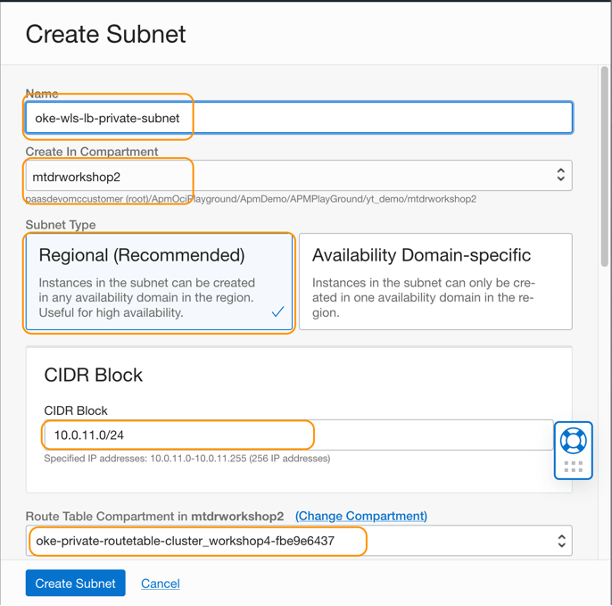 Create Subnet
Name
oke-wls-lb-private-subnet
Create In Compartment
mtdrworkshop2
paasdevomccustomer (root)/ApmOciPlayground/ApmDemo/APMPlayGround/yt_demo/mtdrworkshop2
Subnet Type
Regional (Recommended)
Instances in the subnet can be created
in any availability domain in the region.
Useful for high availability.
Availability Domain-specific
Instances in the subnet can only be cre-
ated in one availability domain in the re-
gion.
CIDR Block
CIDR Block
10.0.11.0/24
Specified IP addresses: 10.0.11.0-10.0.11.255 (256 IP addresses)
Route Table Compartment in mtdrworkshop2 (Change Compartment)
oke-private-routetable-cluster_workshop4-fbe9e6437
Create Subnet Cancel